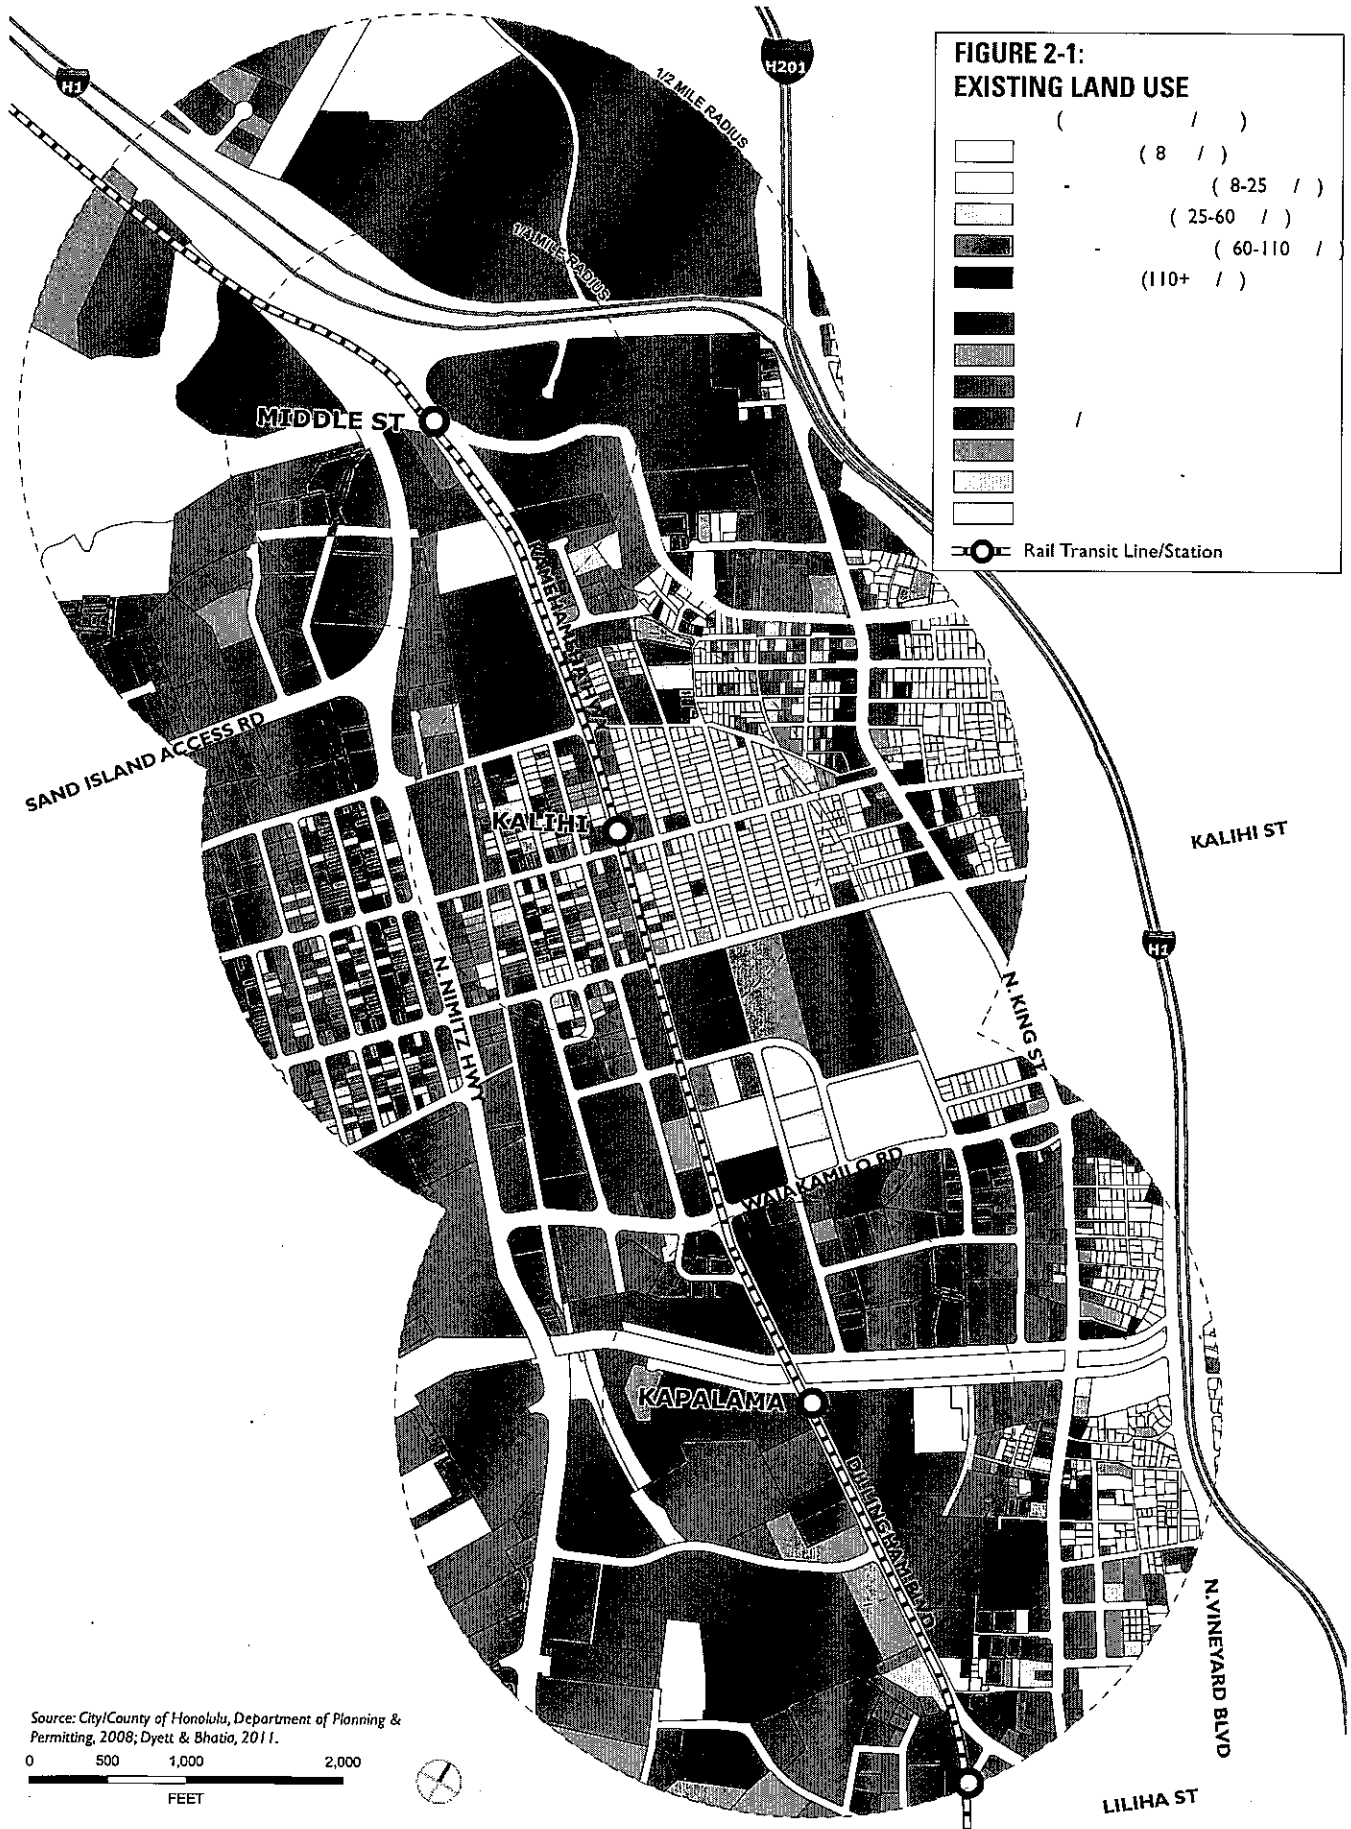 FIGURE 2-1:
EXISTING LAND USE
( / )
( 8 / )
- ( 8-25 / )
( 25-60 / )
- ( 60-110 / )
(110+ / )
/
-
Rail Transit Line/Station
H1
H201
1/2 MILE RADIUS
1/4 MILE RADIUS
MIDDLE ST
KAMEHAMEHA HWY
SAND ISLAND ACCESS RD
KALIHI
KALIHI ST
H1
N. NIMITZ HWY
N. KING ST
WAIAKAMILO RD
KAPALAMA
DILLINGHAM BLVD
N. VINEYARD BLVD
LILIHA ST
Source: City/County of Honolulu, Department of Planning &
Permitting, 2008; Dyett & Bhatia, 2011.
0 500 1,000 2,000
FEET